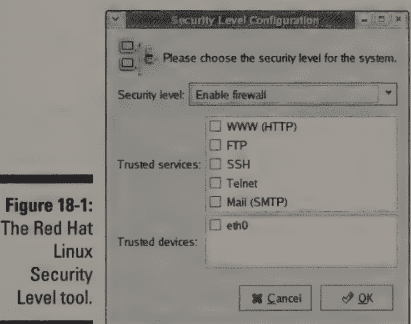 Security Level Configuration
Please choose the security level for the system.
Security level: Enable firewall
Trusted services:
WWW (HTTP)
FTP
SSH
Telnet
Mail (SMTP)
Trusted devices:
eth0
Cancel
OK
Figure 18-1:
The Red Hat
Linux
Security
Level tool.